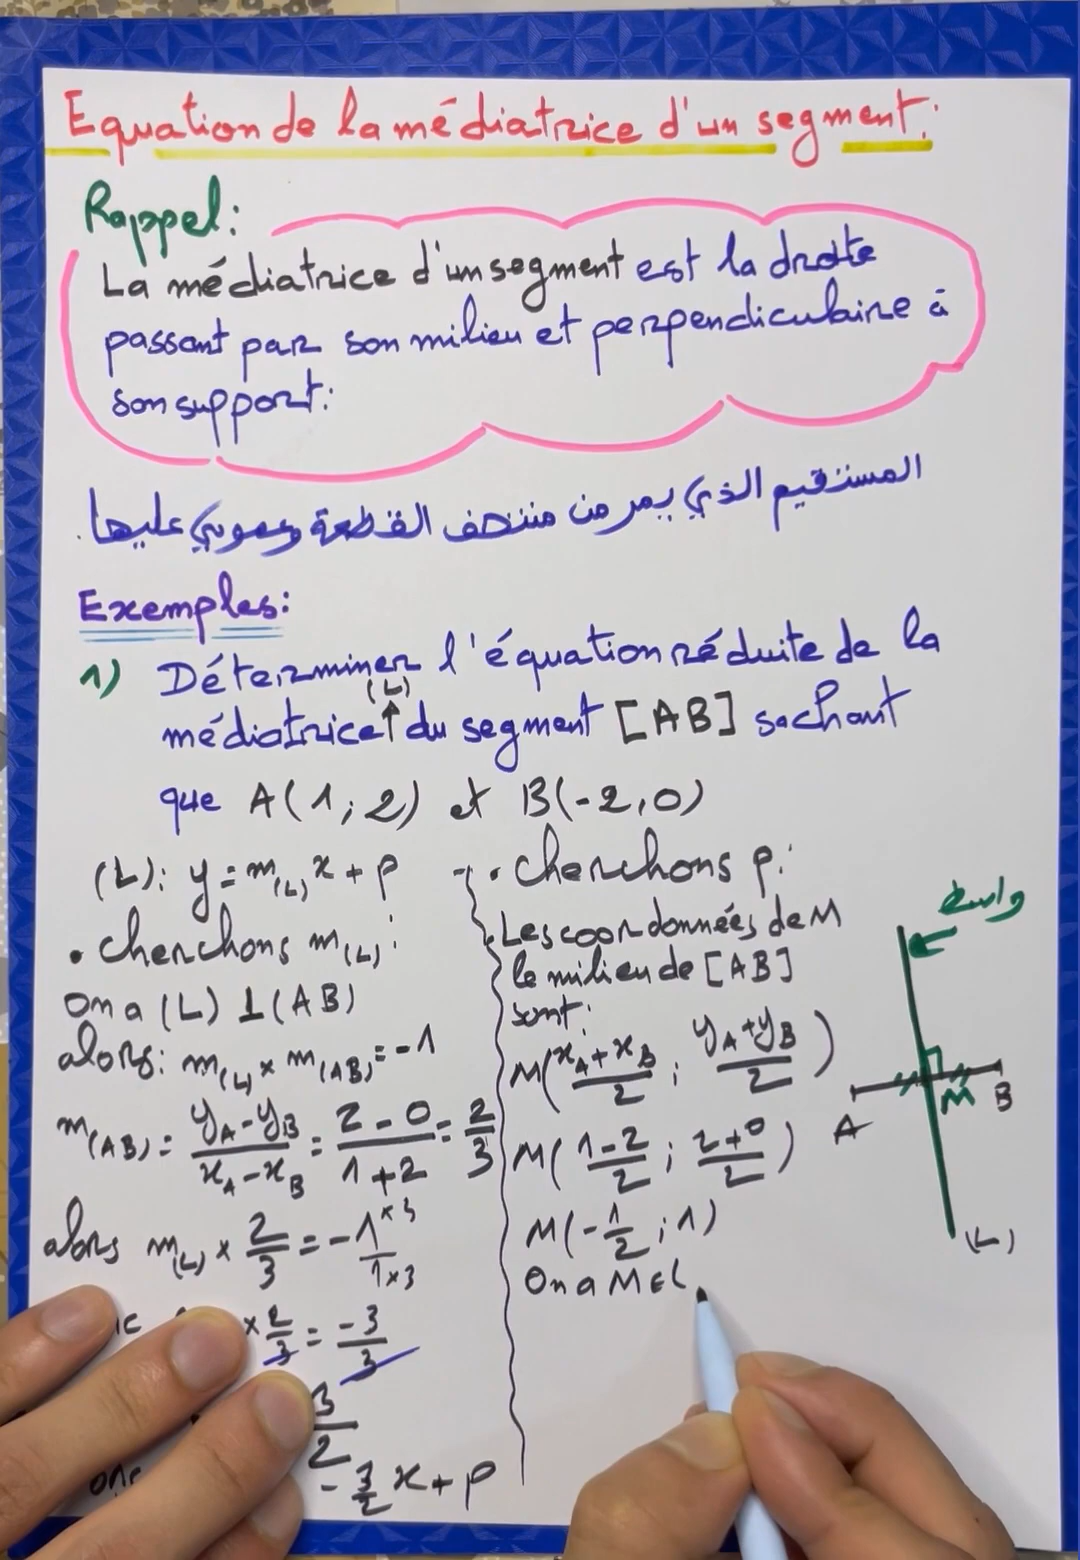 Equation de la médiatrice d'un segment:
Rappel:
La médiatrice d'un segment est la droite
passant par son milieu et perpendiculaire à
son support:
المستقيم الذي يمر من منتصف القطعة وعمودي عليها.
Exemples:
1) Déterminer l'équation réduite de la
(L)
médiatrice ↑ du segment [AB] sachant
que A(1;2) et B(-2,0)
(L): y = m(L) x + p
• cherchons m(L):
on a (L) ⊥ (AB)
alors: m(L) × m(AB) = -1
m(AB) = (yA - yB)/(xA - xB) = (2 - 0)/(1 + 2) = 2/3
alors m(L) × 2/3 = -1×3/1×3
× 2/3 = -3/3
3/2
- 3/2 x + p
• cherchons p:
Les coordonnées de M
le milieu de [AB]
sont:
M((xA + xB)/2 ; (yA + yB)/2)
M((1 - 2)/2 ; (2 + 0)/2)
M(-1/2 ; 1)
On a M ∈ (
واسط
A
M
B
(L)